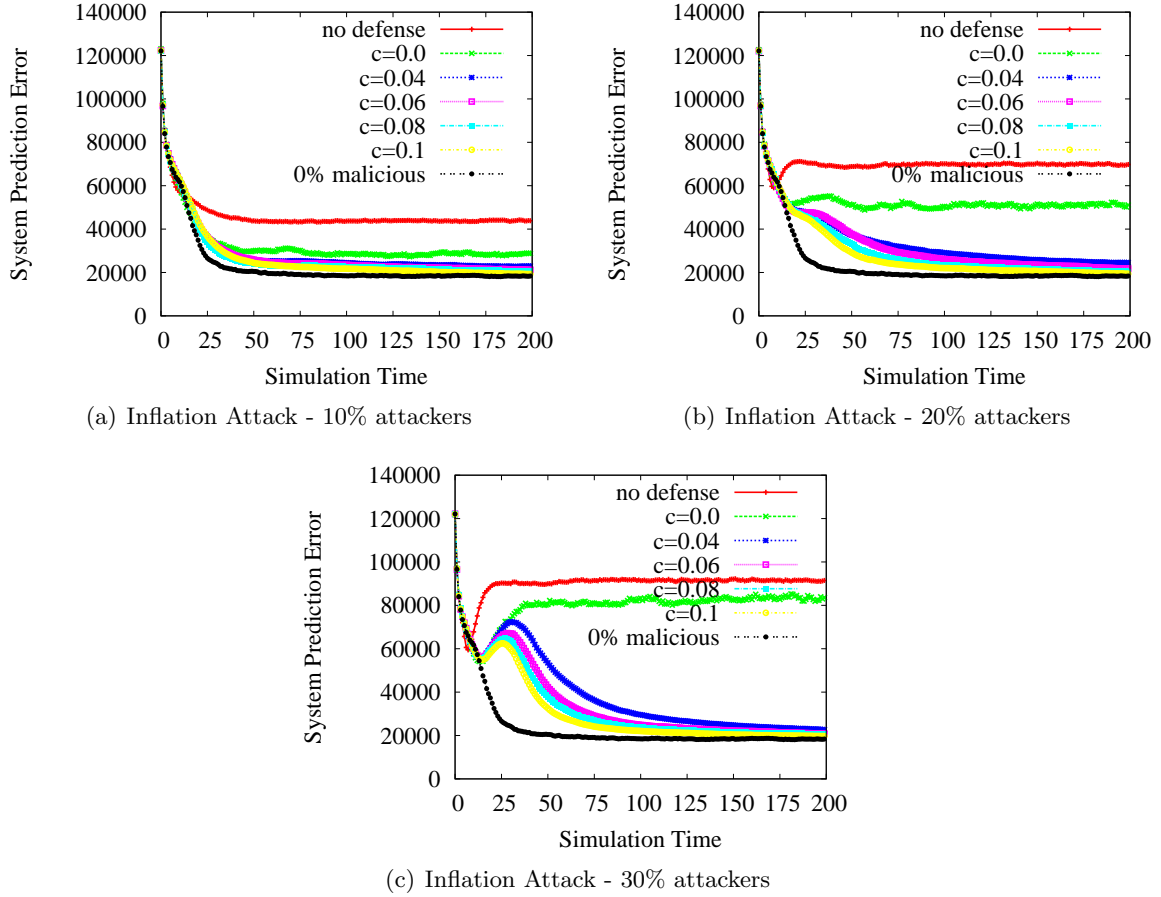 140000
120000
100000
80000
60000
40000
20000
0
System Prediction Error
no defense
c=0.0
c=0.04
c=0.06
c=0.08
c=0.1
0% malicious
0 25 50 75 100 125 150 175 200
Simulation Time
(a) Inflation Attack - 10% attackers
140000
120000
100000
80000
60000
40000
20000
0
System Prediction Error
no defense
c=0.0
c=0.04
c=0.06
c=0.08
c=0.1
0% malicious
0 25 50 75 100 125 150 175 200
Simulation Time
(b) Inflation Attack - 20% attackers
140000
120000
100000
80000
60000
40000
20000
0
System Prediction Error
no defense
c=0.0
c=0.04
c=0.06
c=0.08
c=0.1
0% malicious
0 25 50 75 100 125 150 175 200
Simulation Time
(c) Inflation Attack - 30% attackers